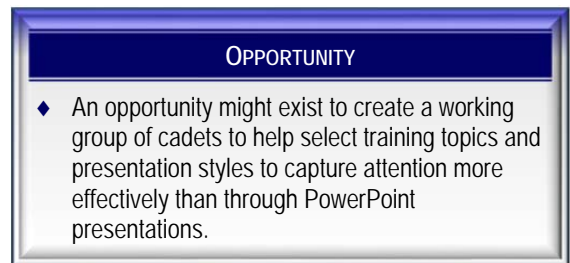 OPPORTUNITY
♦ An opportunity might exist to create a working
group of cadets to help select training topics and
presentation styles to capture attention more
effectively than through PowerPoint
presentations.